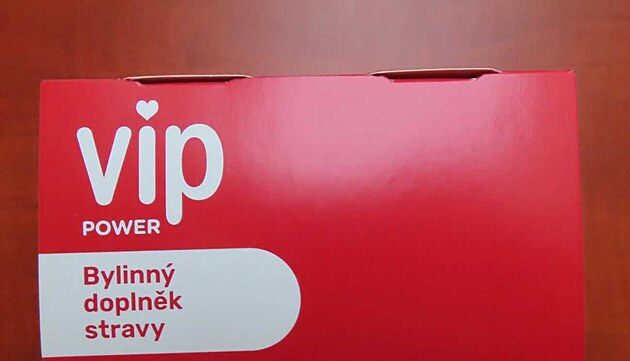 vip
POWER
Bylinný
doplněk
stravy